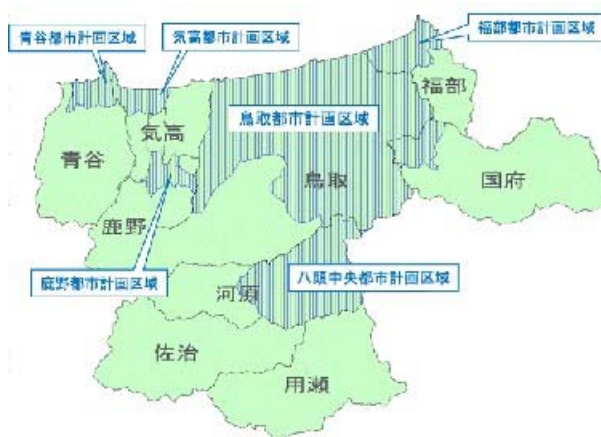 青谷都市計画区域
気高都市計画区域
福部都市計画区域
福部
鳥取都市計画区域
気高
青谷
鳥取
国府
鹿野
鹿野都市計画区域
八頭中央都市計画区域
河原
佐治
用瀬